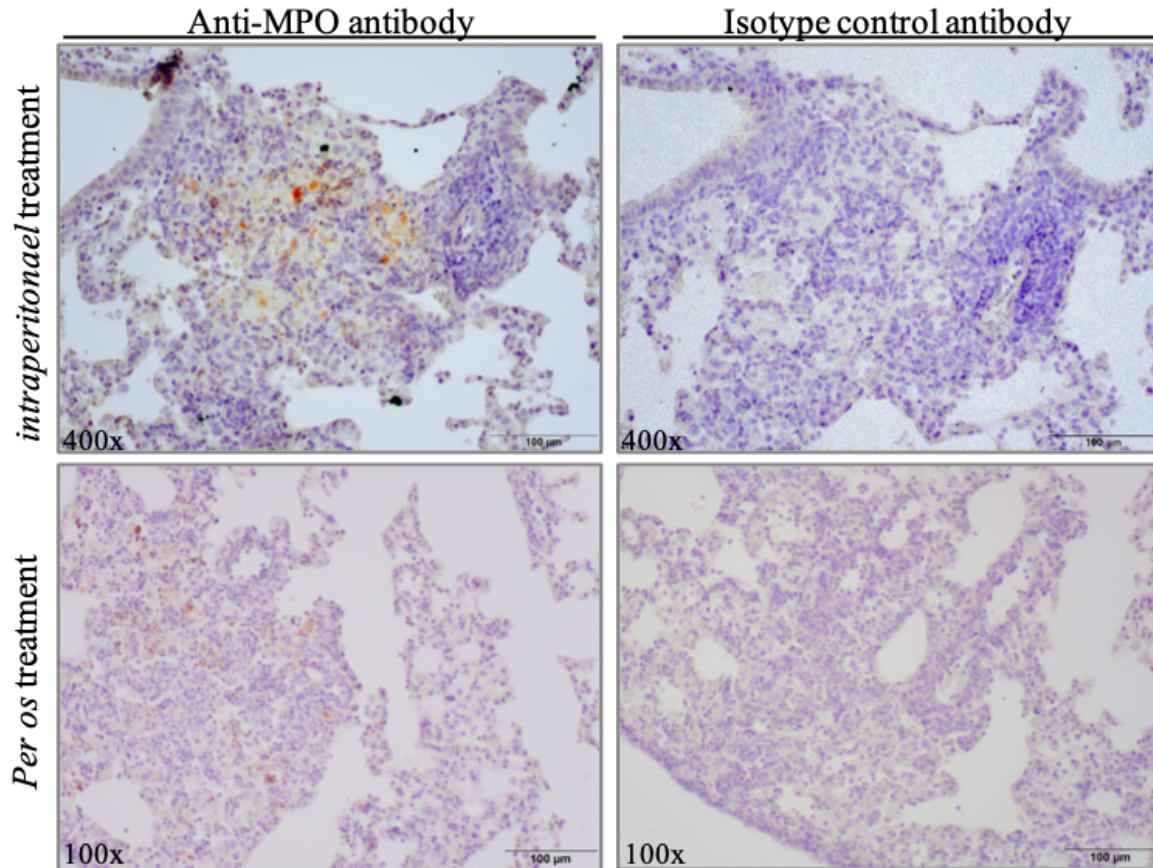 Anti-MPO antibody
Isotype control antibody
intraperitonael treatment
400x
100 µm
400x
100 µm
Per os treatment
100x
100 µm
100x
100 µm